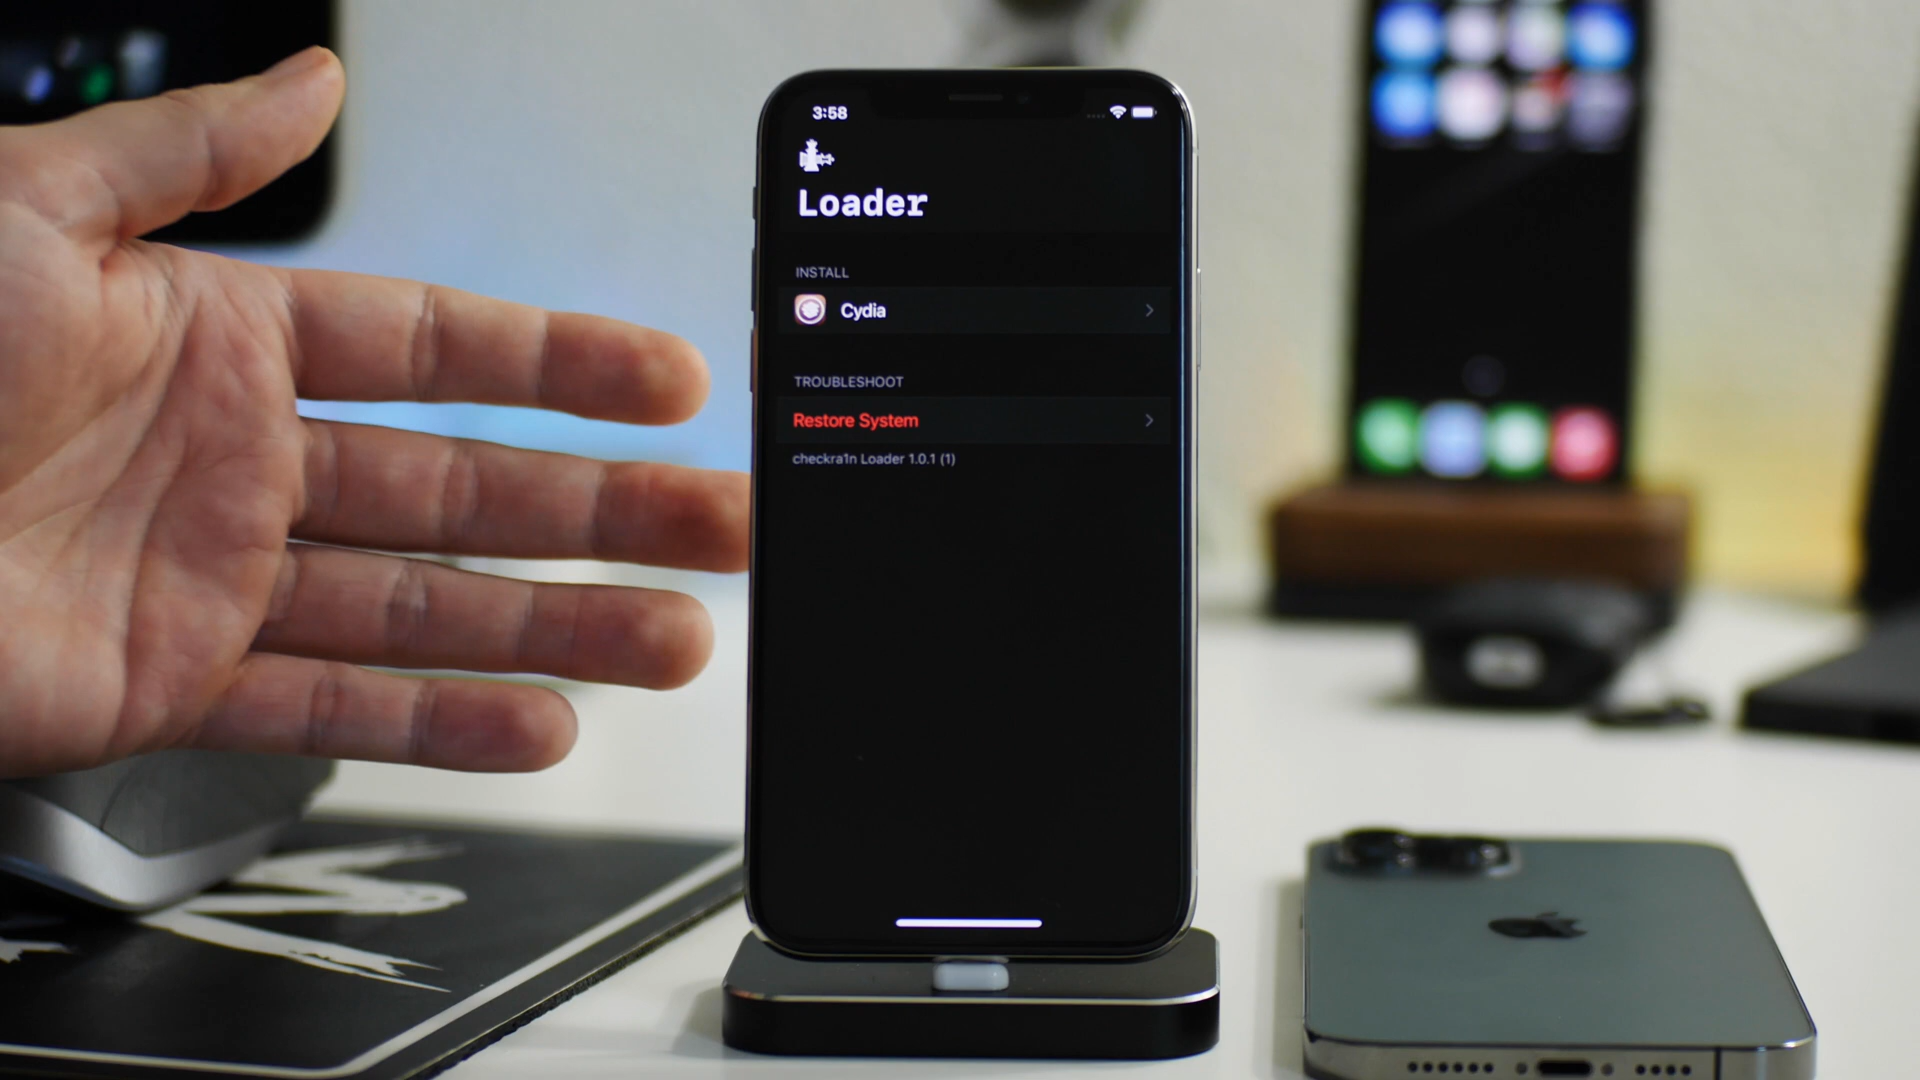 3:58
Loader
INSTALL
Cydia
TROUBLESHOOT
Restore System
checkra1n Loader 1.0.1 (1)